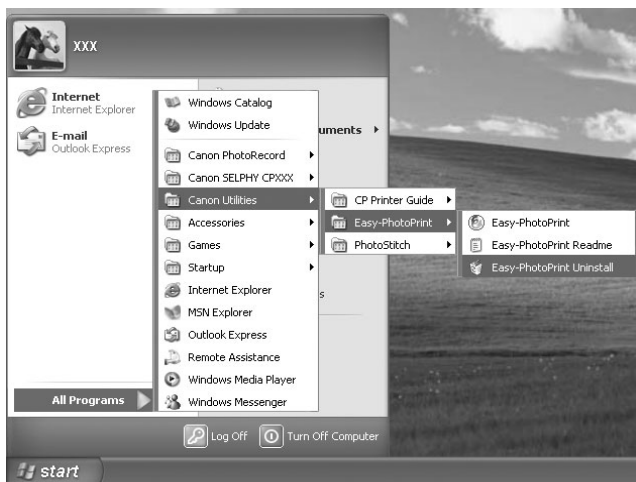 XXX
Internet
Internet Explorer
E-mail
Outlook Express
All Programs
Windows Catalog
Windows Update
Canon PhotoRecord
Canon SELPHY CPXXX
Canon Utilities
Accessories
Games
Startup
Internet Explorer
MSN Explorer
Outlook Express
Remote Assistance
Windows Media Player
Windows Messenger
CP Printer Guide
Easy-PhotoPrint
PhotoStitch
Easy-PhotoPrint
Easy-PhotoPrint Readme
Easy-PhotoPrint Uninstall
Log Off
Turn Off Computer
start